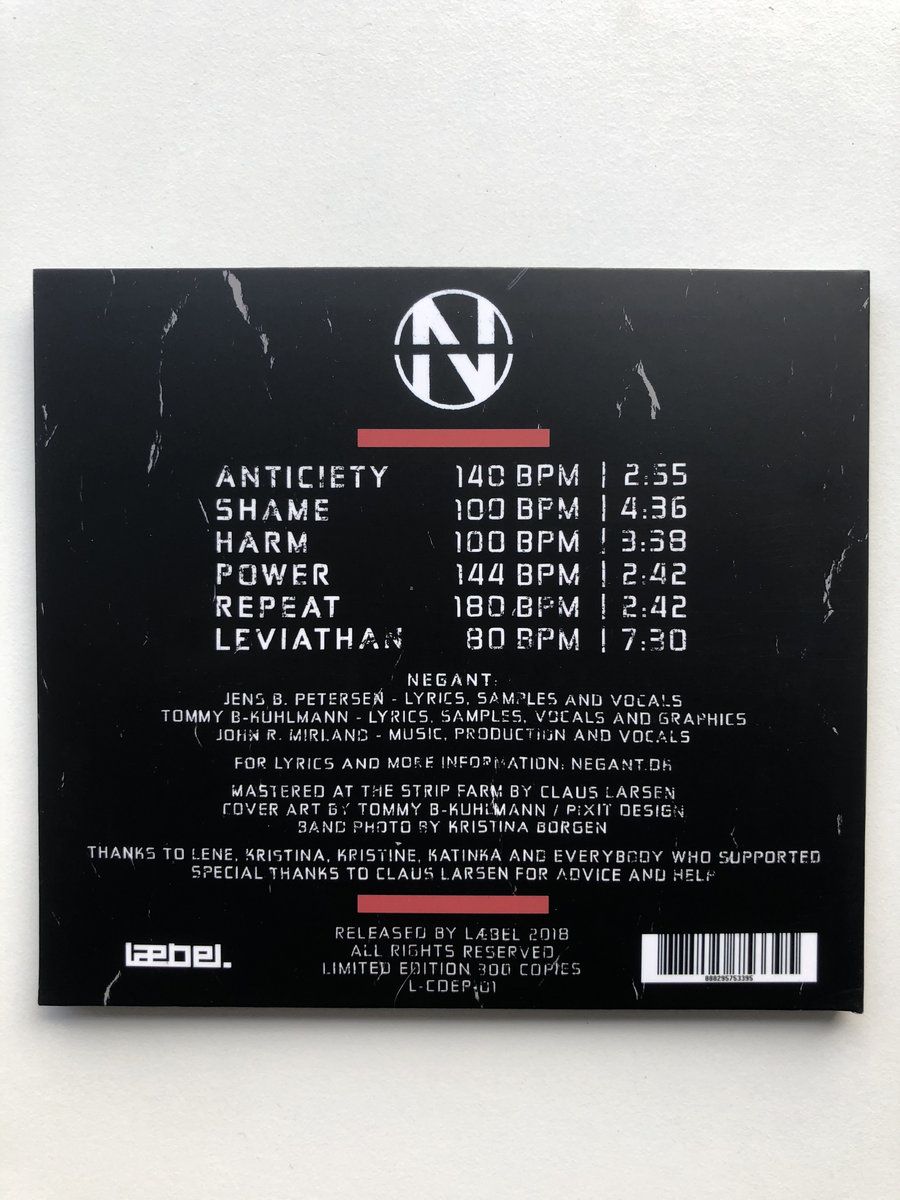 N
ANTICIETY 140 BPM | 2:55
SHAME 100 BPM | 4:36
HARM 100 BPM | 3:58
POWER 144 BPM | 2:42
REPEAT 180 BPM | 2:42
LEVIATHAN 80 BPM | 7:30
NEGANT:
JENS B. PETERSEN - LYRICS, SAMPLES AND VOCALS
TOMMY B-KUHLMANN - LYRICS, SAMPLES, VOCALS AND GRAPHICS
JOHN R. MIRLAND - MUSIC, PRODUCTION AND VOCALS
FOR LYRICS AND MORE INFORMATION: NEGANT.DK
MASTERED AT THE STRIP FARM BY CLAUS LARSEN
COVER ART BY TOMMY B-KUHLMANN / PIXIT DESIGN
BAND PHOTO BY KRISTINA BORGEN
THANKS TO LENE, KRISTINA, KRISTINE, KATINKA AND EVERYBODY WHO SUPPORTED
SPECIAL THANKS TO CLAUS LARSEN FOR ADVICE AND HELP
RELEASED BY LÆBEL 2018
ALL RIGHTS RESERVED
LIMITED EDITION 300 COPIES
L-CDEP-01
læbel.
888295753395